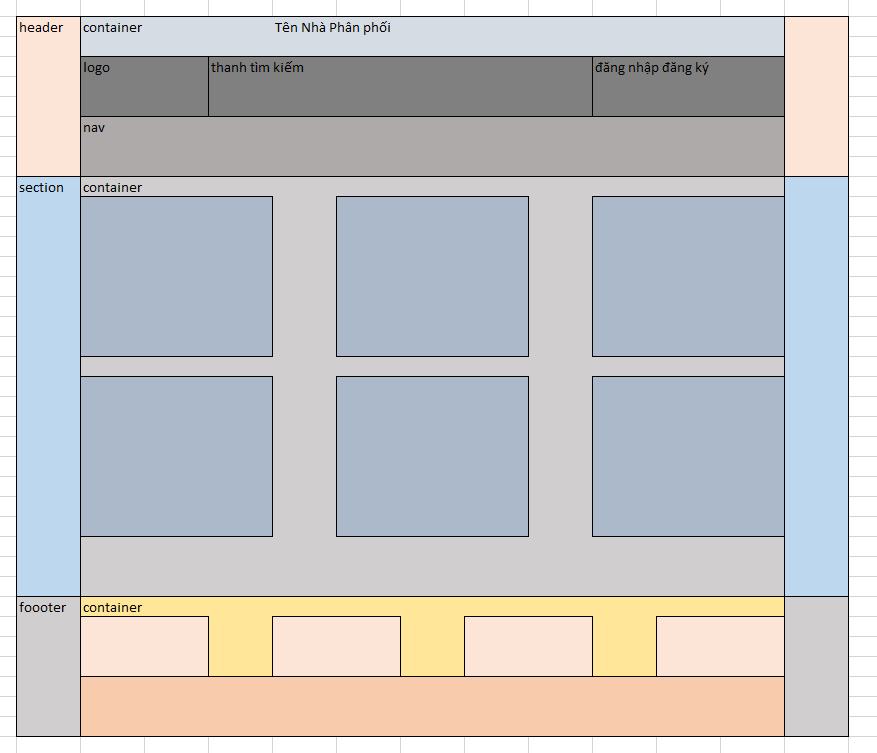 header
container
Tên Nhà Phân phối
logo
thanh tìm kiếm
đăng nhập đăng ký
nav
section
container
foooter
container